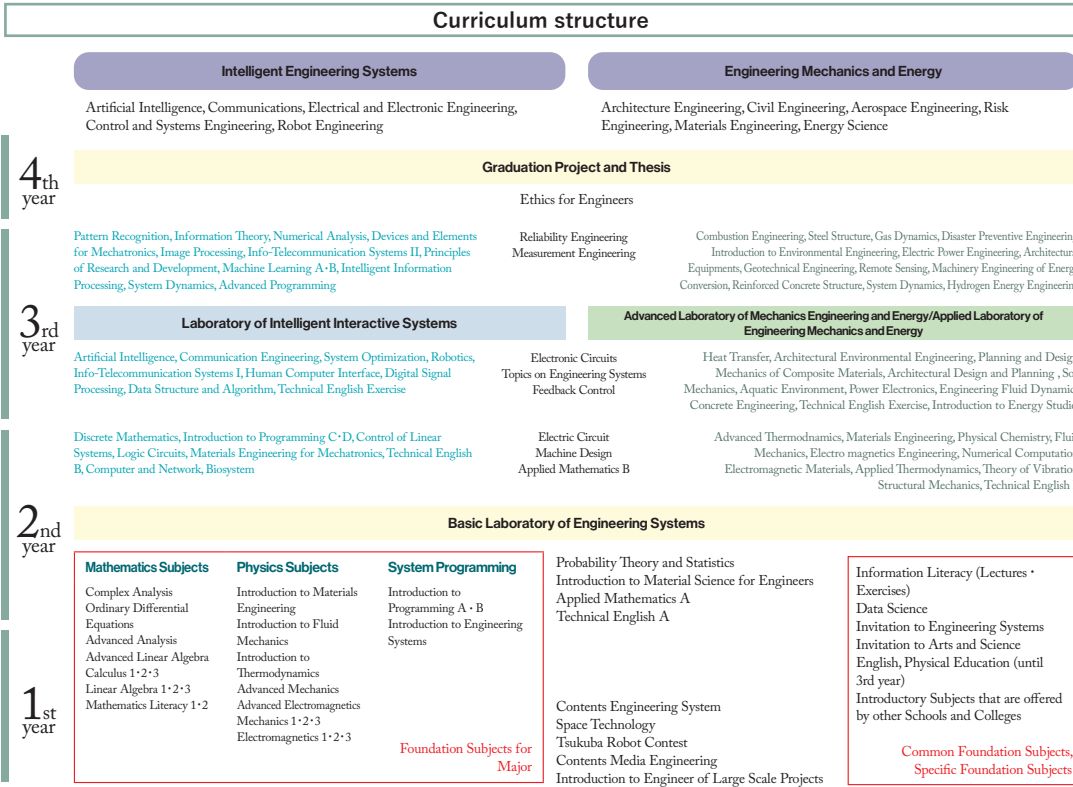 Curriculum structure
Intelligent Engineering Systems
Artificial Intelligence, Communications, Electrical and Electronic Engineering,
Control and Systems Engineering, Robot Engineering
Engineering Mechanics and Energy
Architecture Engineering, Civil Engineering, Aerospace Engineering, Risk
Engineering, Materials Engineering, Energy Science
4th
year
Graduation Project and Thesis
Ethics for Engineers
Pattern Recognition, Information Theory, Numerical Analysis, Devices and Elements
for Mechatronics, Image Processing, Info-Telecommunication Systems II, Principles
of Research and Development, Machine Learning A･B, Intelligent Information
Processing, System Dynamics, Advanced Programming
Reliability Engineering
Measurement Engineering
Combustion Engineering, Steel Structure, Gas Dynamics, Disaster Preventive Engineerin
Introduction to Environmental Engineering, Electric Power Engineering, Architectur
Equipments, Geotechnical Engineering, Remote Sensing, Machinery Engineering of Energ
Conversion, Reinforced Concrete Structure, System Dynamics, Hydrogen Energy Engineerin
3rd
year
Laboratory of Intelligent Interactive Systems
Advanced Laboratory of Mechanics Engineering and Energy/Applied Laboratory of
Engineering Mechanics and Energy
Artificial Intelligence, Communication Engineering, System Optimization, Robotics,
Info-Telecommunication Systems I, Human Computer Interface, Digital Signal
Processing, Data Structure and Algorithm, Technical English Exercise
Electronic Circuits
Topics on Engineering Systems
Feedback Control
Heat Transfer, Architectural Environmental Engineering, Planning and Desig
Mechanics of Composite Materials, Architectural Design and Planning , So
Mechanics, Aquatic Environment, Power Electronics, Engineering Fluid Dynamic
Concrete Engineering, Technical English Exercise, Introduction to Energy Studie
Discrete Mathematics, Introduction to Programming C･D, Control of Linear
Systems, Logic Circuits, Materials Engineering for Mechatronics, Technical English
B, Computer and Network, Biosystem
Electric Circuit
Machine Design
Applied Mathematics B
Advanced Thermodnamics, Materials Engineering, Physical Chemistry, Flui
Mechanics, Electro magnetics Engineering, Numerical Computatio
Electromagnetic Materials, Applied Thermodynamics, Theory of Vibratio
Structural Mechanics, Technical English
2nd
year
Basic Laboratory of Engineering Systems
Mathematics Subjects
Complex Analysis
Ordinary Differential
Equations
Advanced Analysis
Advanced Linear Algebra
Calculus 1･2･3
Linear Algebra 1･2･3
Mathematics Literacy 1･2
Physics Subjects
Introduction to Materials
Engineering
Introduction to Fluid
Mechanics
Introduction to
Thermodynamics
Advanced Mechanics
Advanced Electromagnetics
Mechanics 1･2･3
Electromagnetics 1･2･3
System Programming
Introduction to
Programming A･B
Introduction to Engineering
Systems
Foundation Subjects for
Major
Probability Theory and Statistics
Introduction to Material Science for Engineers
Applied Mathematics A
Technical English A
Contents Engineering System
Space Technology
Tsukuba Robot Contest
Contents Media Engineering
Introduction to Engineer of Large Scale Projects
Information Literacy (Lectures･
Exercises)
Data Science
Invitation to Engineering Systems
Invitation to Arts and Science
English, Physical Education (until
3rd year)
Introductory Subjects that are offered
by other Schools and Colleges
Common Foundation Subjects,
Specific Foundation Subjects
1st
year